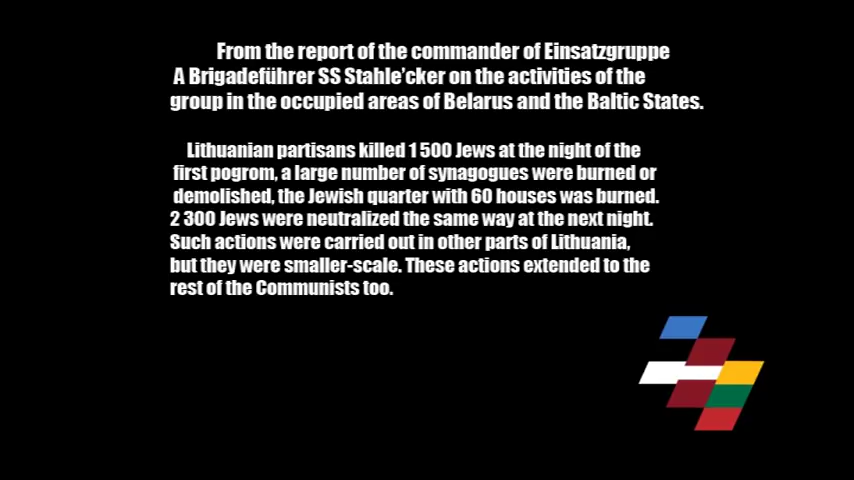 From the report of the commander of Einsatzgruppe
A Brigadeführer SS Stahle’cker on the activities of the
group in the occupied areas of Belarus and the Baltic States.
Lithuanian partisans killed 1 500 Jews at the night of the
first pogrom, a large number of synagogues were burned or
demolished, the Jewish quarter with 60 houses was burned.
2 300 Jews were neutralized the same way at the next night.
Such actions were carried out in other parts of Lithuania,
but they were smaller-scale. These actions extended to the
rest of the Communists too.